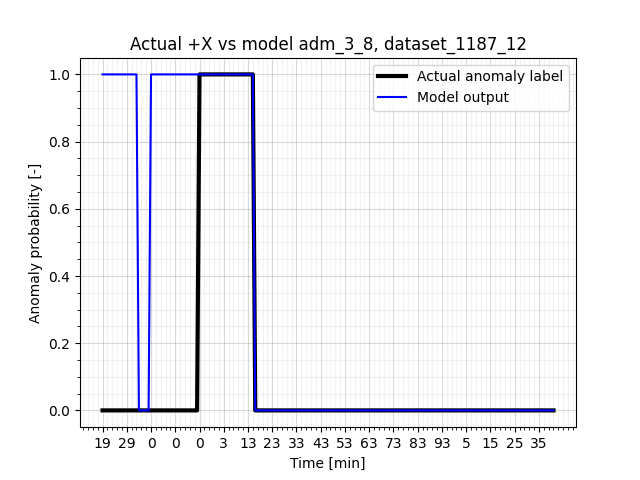 Actual +X vs model adm_3_8, dataset_1187_12
Actual anomaly label
Model output
1.0
0.8
0.6
0.4
0.2
0.0
Anomaly probability [-]
19 29 0 0 0 3 13 23 33 43 53 63 73 83 93 5 15 25 35
Time [min]